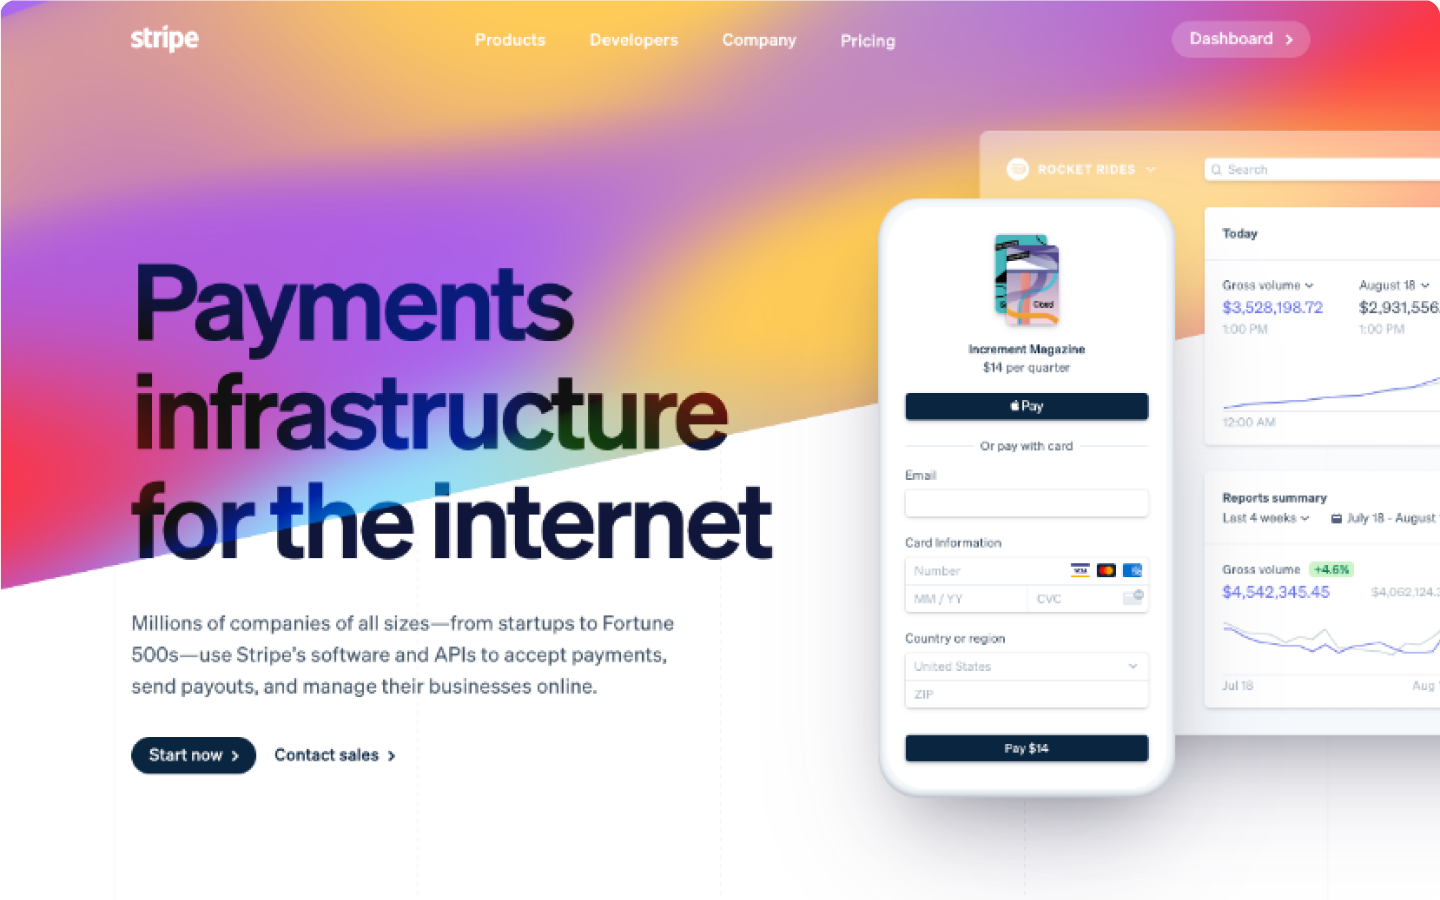 stripe
Products Developers Company Pricing
Dashboard
Payments
infrastructure
for the internet
Millions of companies of all sizes—from startups to Fortune
500s—use Stripe's software and APIs to accept payments,
send payouts, and manage their businesses online.
Start now Contact sales
ROCKET RIDES
Search
Cloud
Increment Magazine
$14 per quarter
Pay
Or pay with card
Email
Card Information
Number
VISA
MM / YY CVC
Country or region
United States
ZIP
Pay $14
Today
Gross volume August 18
$3,528,198.72 $2,931,556.
1:00 PM 1:00 PM
12:00 AM
Reports summary
Last 4 weeks July 18 - August
Gross volume +4.6%
$4,542,345.45 $4,062,124.3
Jul 18 Aug